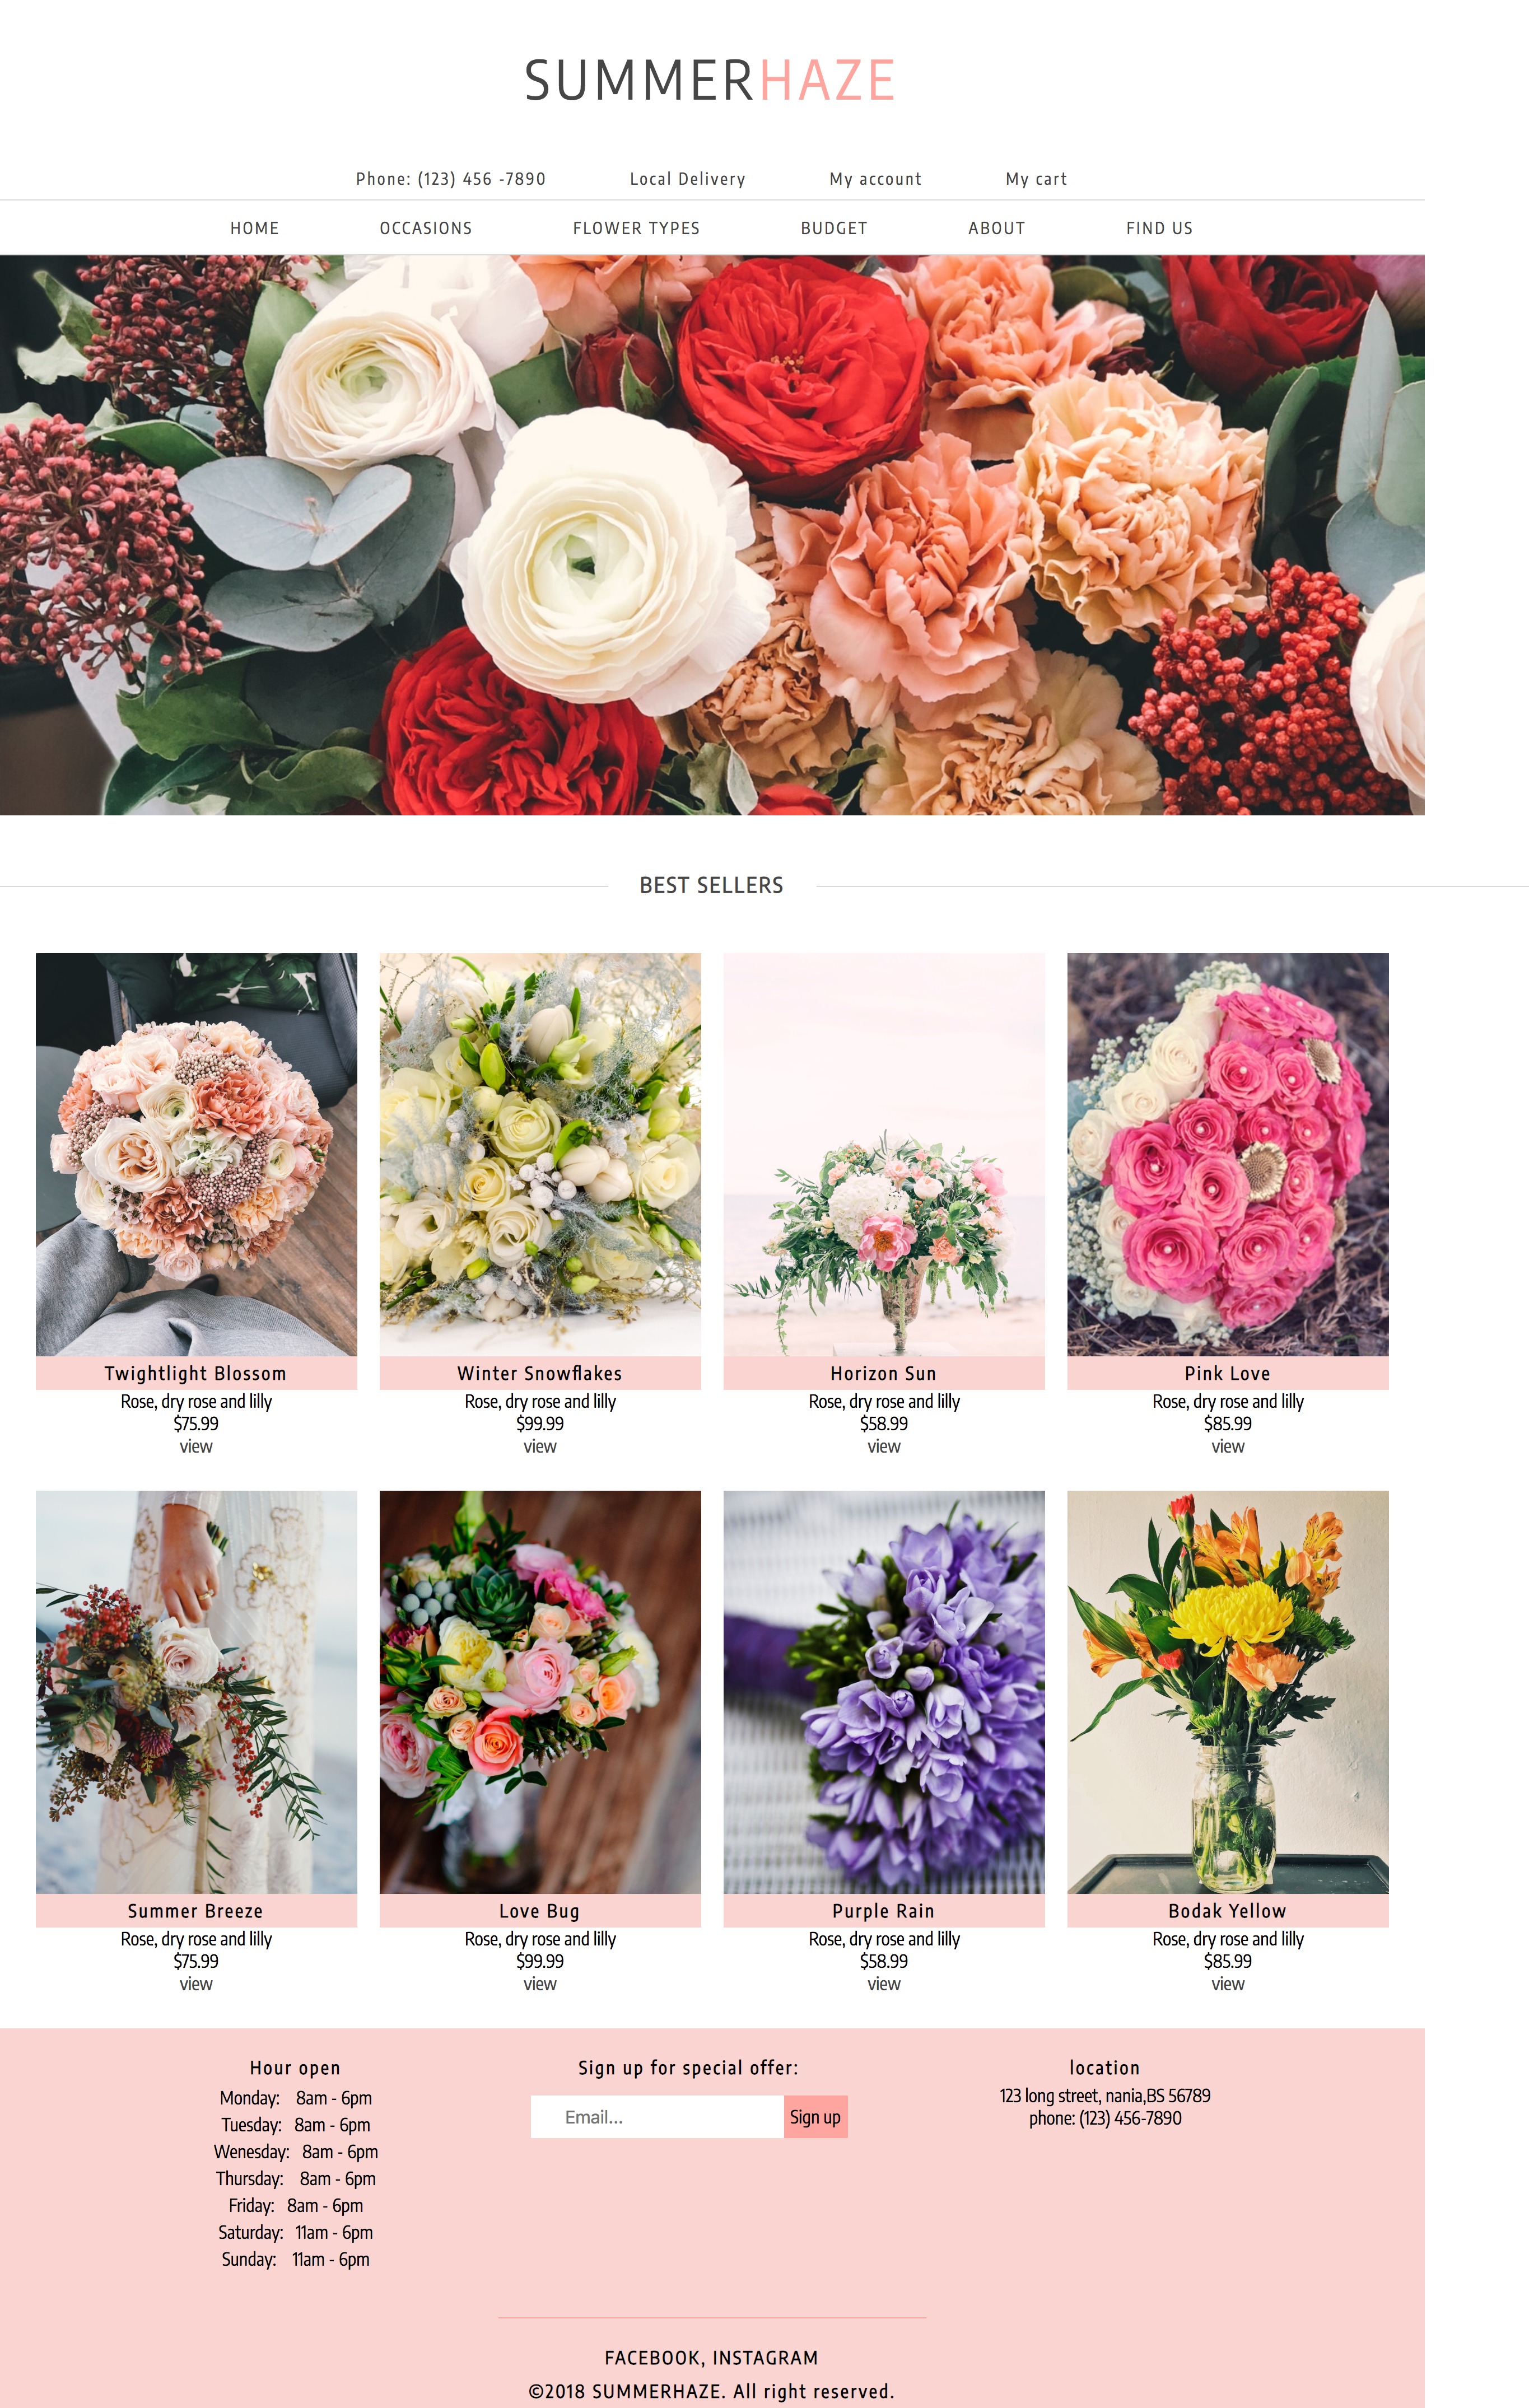 SUMMERHAZE
Phone: (123) 456 -7890 Local Delivery My account My cart
HOME OCCASIONS FLOWER TYPES BUDGET ABOUT FIND US
BEST SELLERS
Twightlight Blossom
Rose, dry rose and lilly
$75.99
view
Winter Snowflakes
Rose, dry rose and lilly
$99.99
view
Horizon Sun
Rose, dry rose and lilly
$58.99
view
Pink Love
Rose, dry rose and lilly
$85.99
view
Summer Breeze
Rose, dry rose and lilly
$75.99
view
Love Bug
Rose, dry rose and lilly
$99.99
view
Purple Rain
Rose, dry rose and lilly
$58.99
view
Bodak Yellow
Rose, dry rose and lilly
$85.99
view
Hour open
Monday: 8am - 6pm
Tuesday: 8am - 6pm
Wenesday: 8am - 6pm
Thursday: 8am - 6pm
Friday: 8am - 6pm
Saturday: 11am - 6pm
Sunday: 11am - 6pm
Sign up for special offer:
Email... Sign up
location
123 long street, nania,BS 56789
phone: (123) 456-7890
FACEBOOK, INSTAGRAM
©2018 SUMMERHAZE. All right reserved.